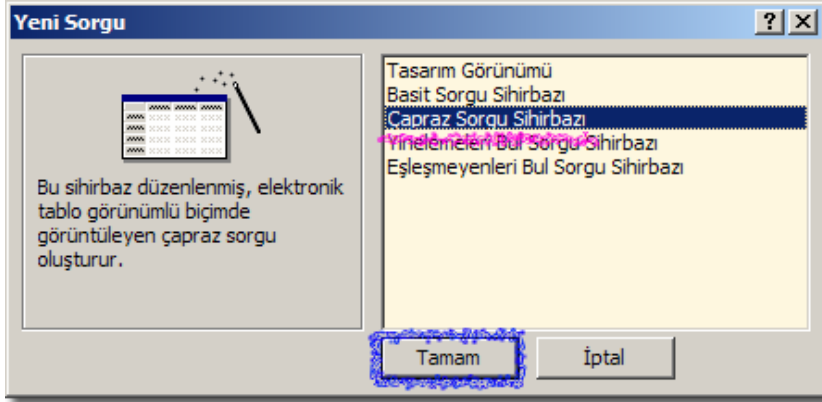 Yeni Sorgu
Tasarım Görünümü
Basit Sorgu Sihirbazı
Çapraz Sorgu Sihirbazı
Yinelemeleri Bul Sorgu Sihirbazı
Eşleşmeyenleri Bul Sorgu Sihirbazı
Bu sihirbaz düzenlenmiş, elektronik
tablo görünümlü biçimde
görüntüleyen çapraz sorgu
oluşturur.
Tamam
İptal